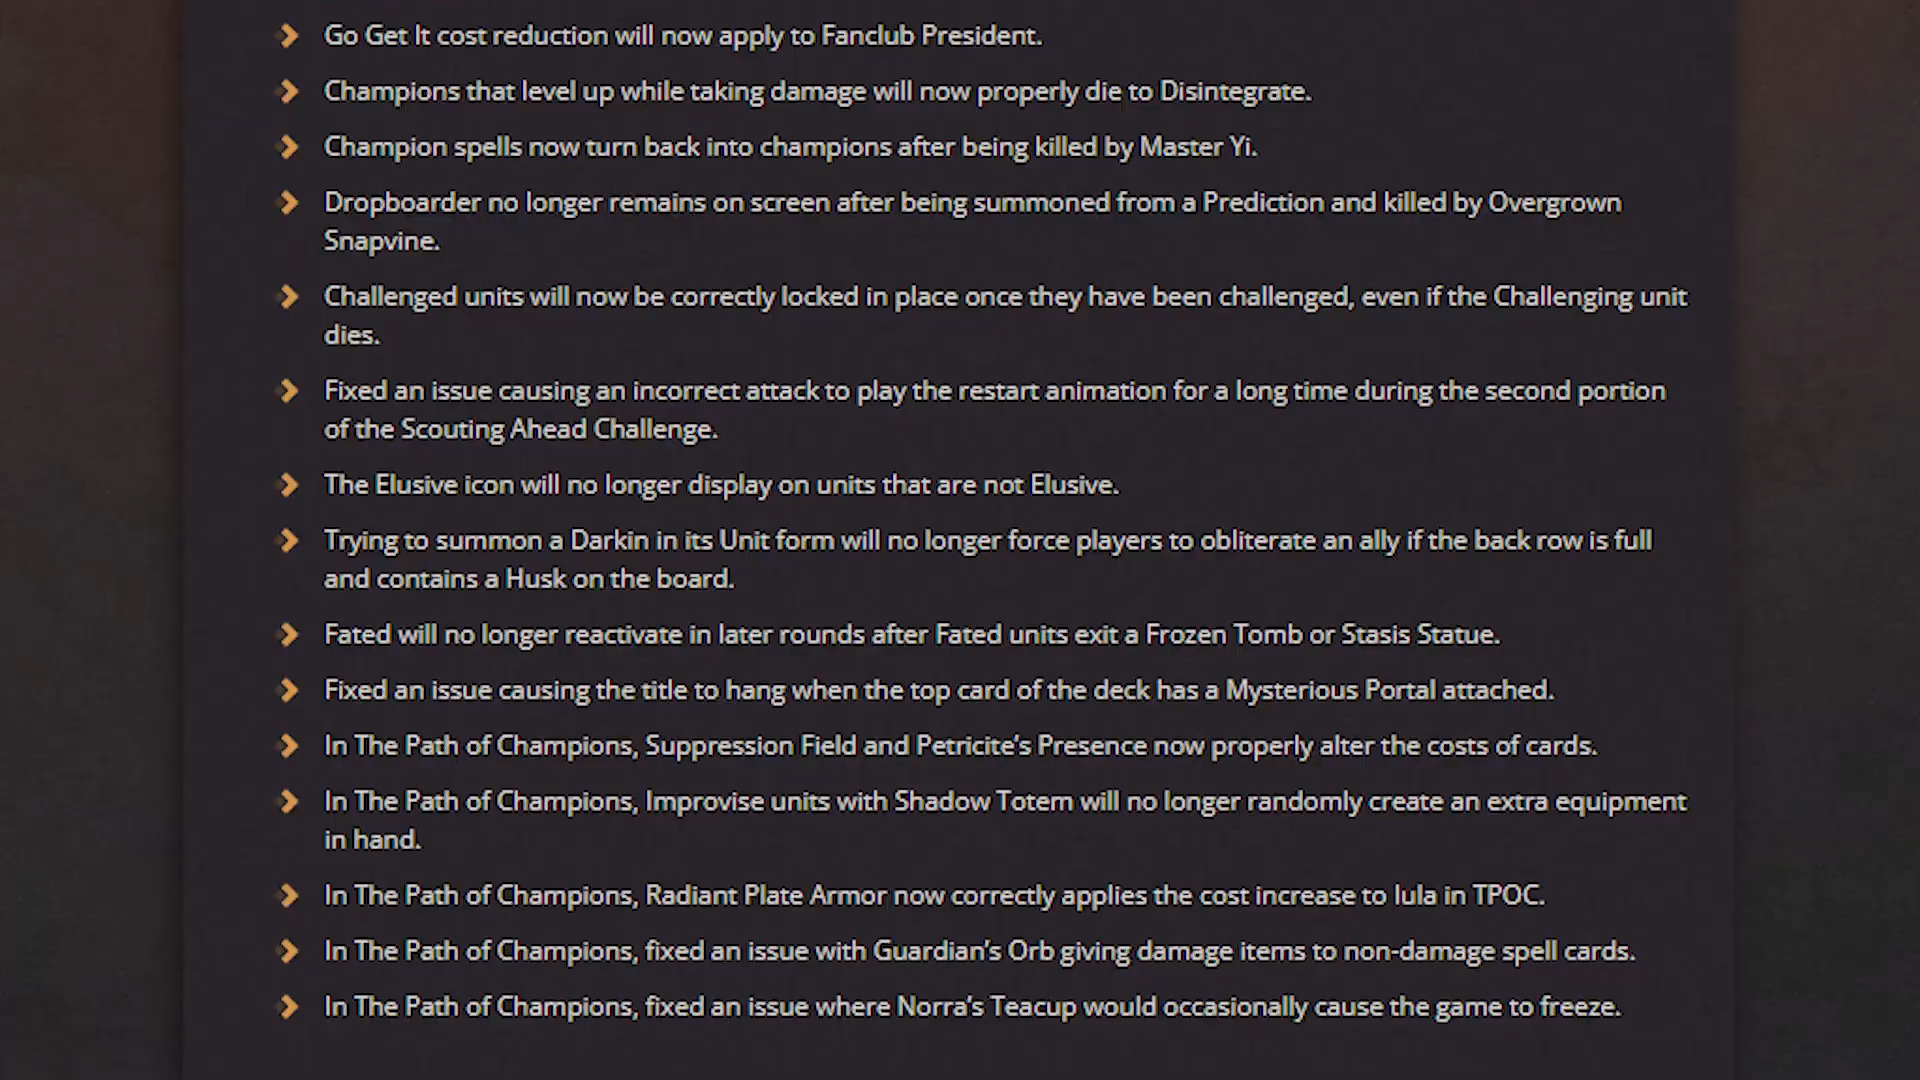 Go Get It cost reduction will now apply to Fanclub President.
Champions that level up while taking damage will now properly die to Disintegrate.
Champion spells now turn back into champions after being killed by Master Yi.
Dropboarder no longer remains on screen after being summoned from a Prediction and killed by Overgrown
Snapvine.
Challenged units will now be correctly locked in place once they have been challenged, even if the Challenging unit
dies.
Fixed an issue causing an incorrect attack to play the restart animation for a long time during the second portion
of the Scouting Ahead Challenge.
The Elusive icon will no longer display on units that are not Elusive.
Trying to summon a Darkin in its Unit form will no longer force players to obliterate an ally if the back row is full
and contains a Husk on the board.
Fated will no longer reactivate in later rounds after Fated units exit a Frozen Tomb or Stasis Statue.
Fixed an issue causing the title to hang when the top card of the deck has a Mysterious Portal attached.
In The Path of Champions, Suppression Field and Petricite’s Presence now properly alter the costs of cards.
In The Path of Champions, Improvise units with Shadow Totem will no longer randomly create an extra equipment
in hand.
In The Path of Champions, Radiant Plate Armor now correctly applies the cost increase to Iula in TPOC.
In The Path of Champions, fixed an issue with Guardian’s Orb giving damage items to non-damage spell cards.
In The Path of Champions, fixed an issue where Norra’s Teacup would occasionally cause the game to freeze.